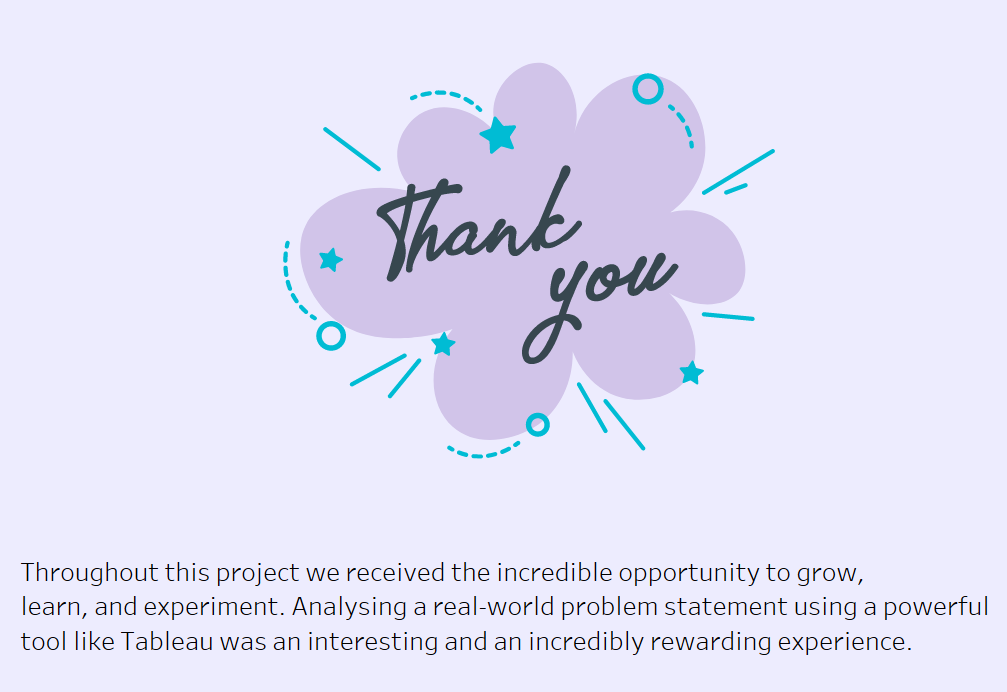 Thank
you
Throughout this project we received the incredible opportunity to grow,
learn, and experiment. Analysing a real-world problem statement using a powerful
tool like Tableau was an interesting and an incredibly rewarding experience.